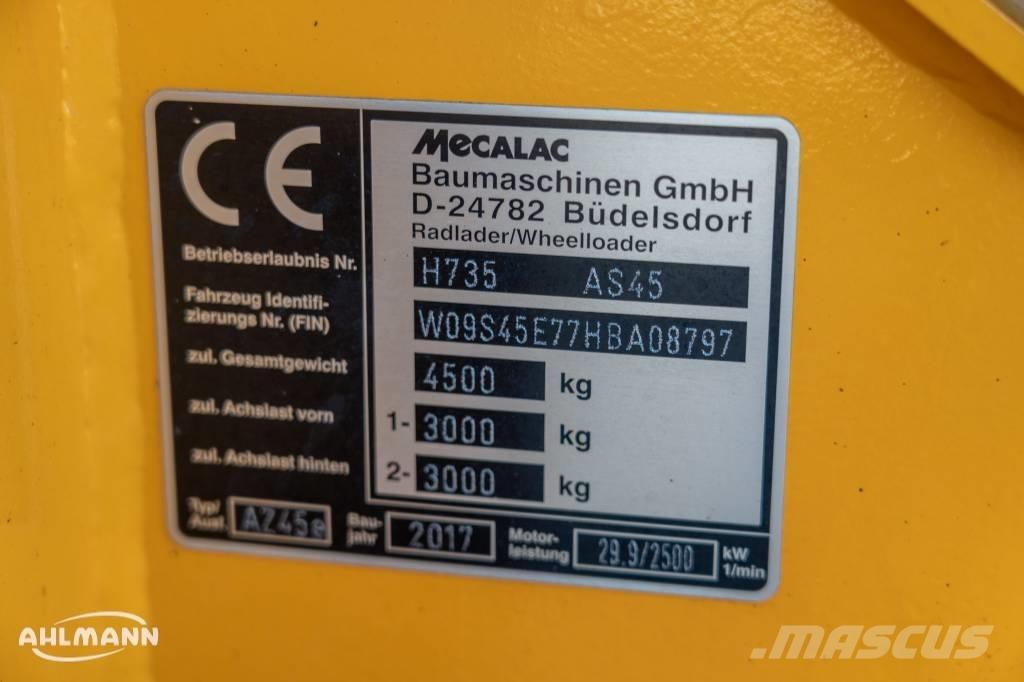 CE
MECALAC
Baumaschinen GmbH
D-24782 Büdelsdorf
Radlader/Wheelloader
Betriebserlaubnis Nr. H735 AS45
Fahrzeug Identifi-
zierungs Nr. (FIN) W09S45E77HBA08797
zul. Gesamtgewicht 4500 kg
zul. Achslast vorn 1- 3000 kg
zul. Achslast hinten 2- 3000 kg
Typ/
Ausf. AZ45e
Bau-
jahr 2017
Motor-
leistung 29.9/2500 kW
1/min
AHLMANN
MASCUS